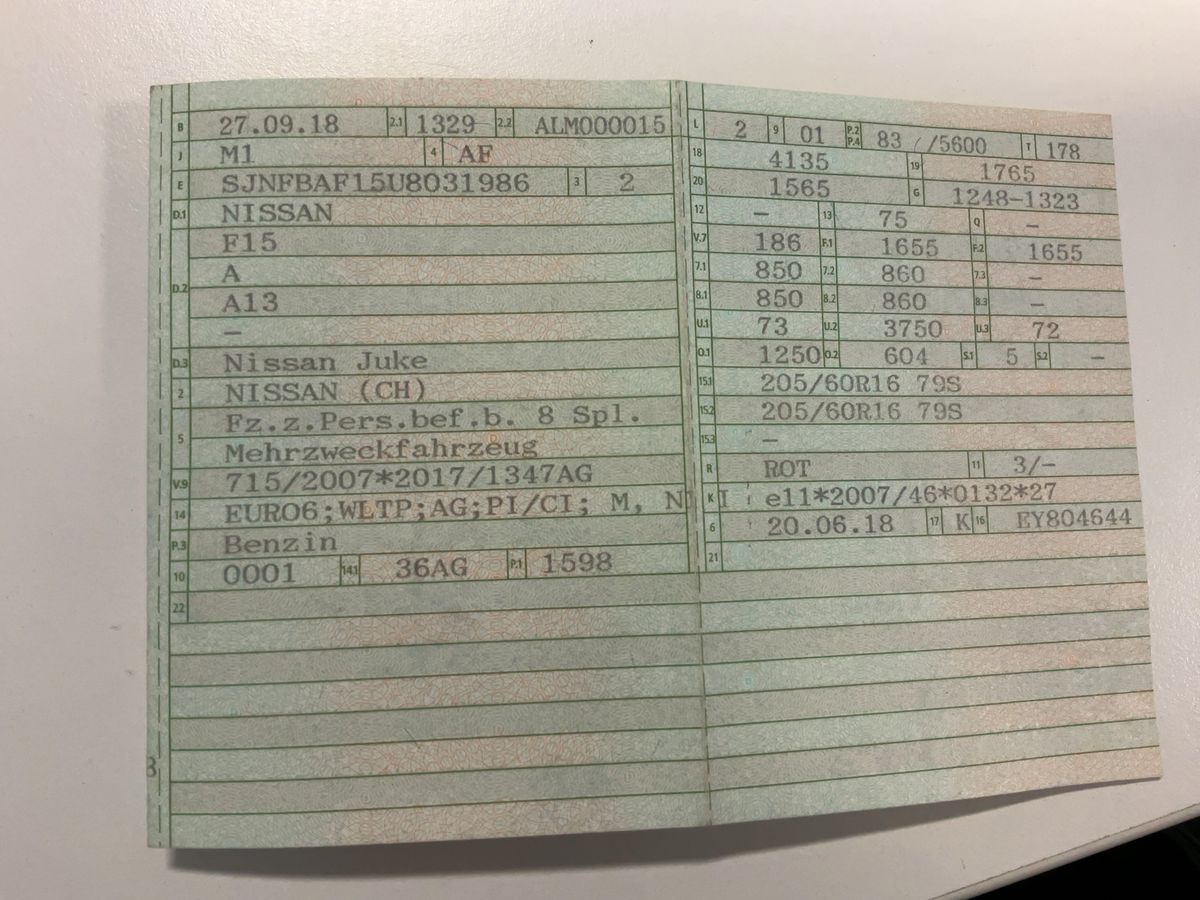 B 27.09.18 2.1 1329 2.2 ALM000015
J M1 4 AF
E SJNFBAF15U8031986 3 2
D.1 NISSAN
F15
D.2 A
A13
–
D.3 Nissan Juke
2 NISSAN (CH)
5 Fz.z.Pers.bef.b. 8 Spl.
Mehrzweckfahrzeug
V.9 715/2007*2017/1347AG
14 EURO6;WLTP;AG;PI/CI; M, N1 I
P.3 Benzin
10 0001 14.1 36AG P.1 1598
22
3
L 2 9 01 P.2 P.4 83 //5600 T 178
18 4135 19 1765
20 1565 G 1248-1323
12 – 13 75 Q –
V.7 186 F.1 1655 F.2 1655
7.1 850 7.2 860 7.3 –
8.1 850 8.2 860 8.3 –
U.1 73 U.2 3750 U.3 72
O.1 1250 O.2 604 S.1 5 S.2 –
15.1 205/60R16 79S
15.2 205/60R16 79S
15.3 –
R ROT 11 3/–
K e11*2007/46*0132*27
6 20.06.18 17 K 16 EY804644
21